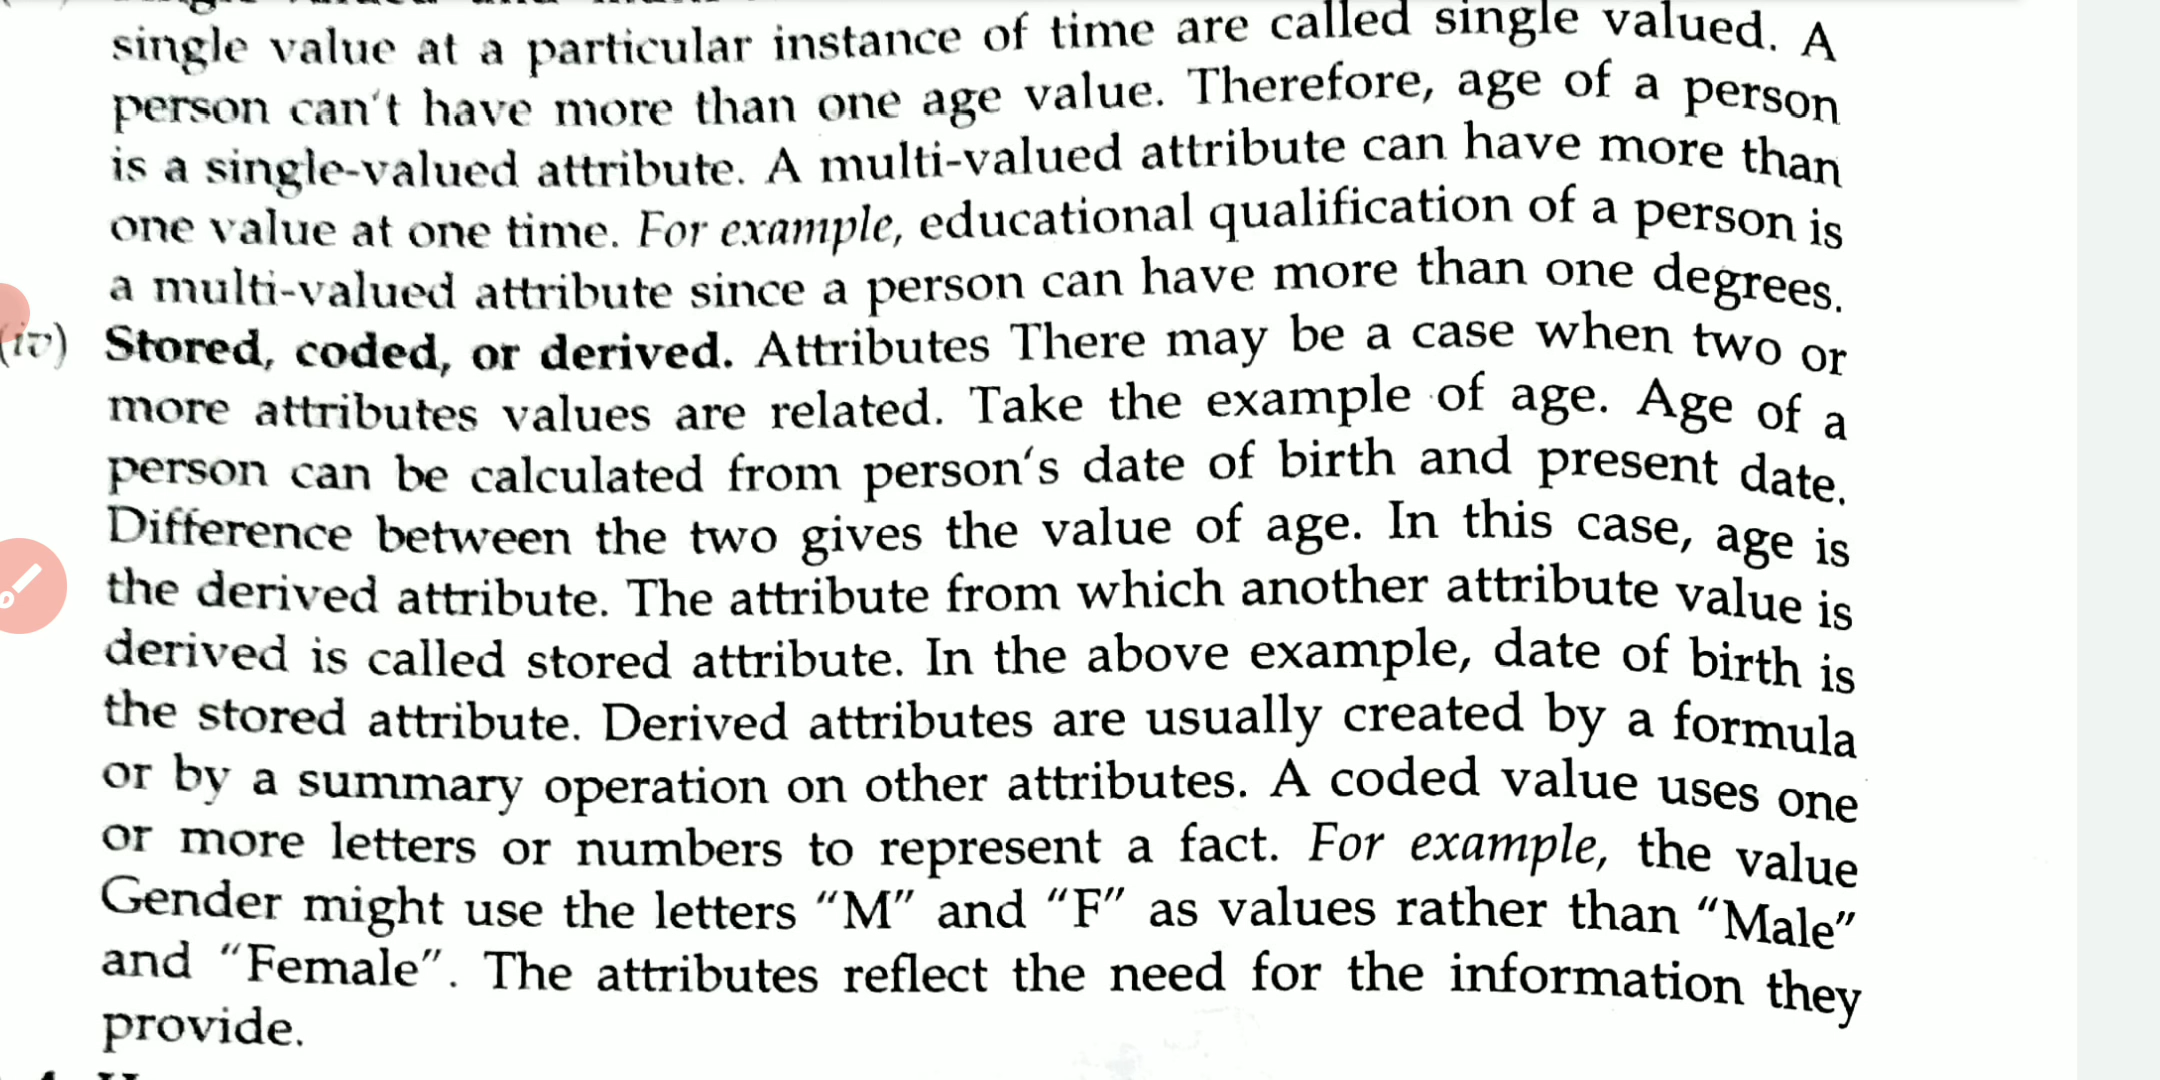 single value at a particular instance of time are called single valued. A
person can't have more than one age value. Therefore, age of a person
is a single-valued attribute. A multi-valued attribute can have more than
one value at one time. For example, educational qualification of a person is
a multi-valued attribute since a person can have more than one degrees.
(iv) Stored, coded, or derived. Attributes There may be a case when two or
more attributes values are related. Take the example of age. Age of a
person can be calculated from person's date of birth and present date.
Difference between the two gives the value of age. In this case, age is
the derived attribute. The attribute from which another attribute value is
derived is called stored attribute. In the above example, date of birth is
the stored attribute. Derived attributes are usually created by a formula
or by a summary operation on other attributes. A coded value uses one
or more letters or numbers to represent a fact. For example, the value
Gender might use the letters “M” and “F” as values rather than “Male”
and “Female”. The attributes reflect the need for the information they
provide.